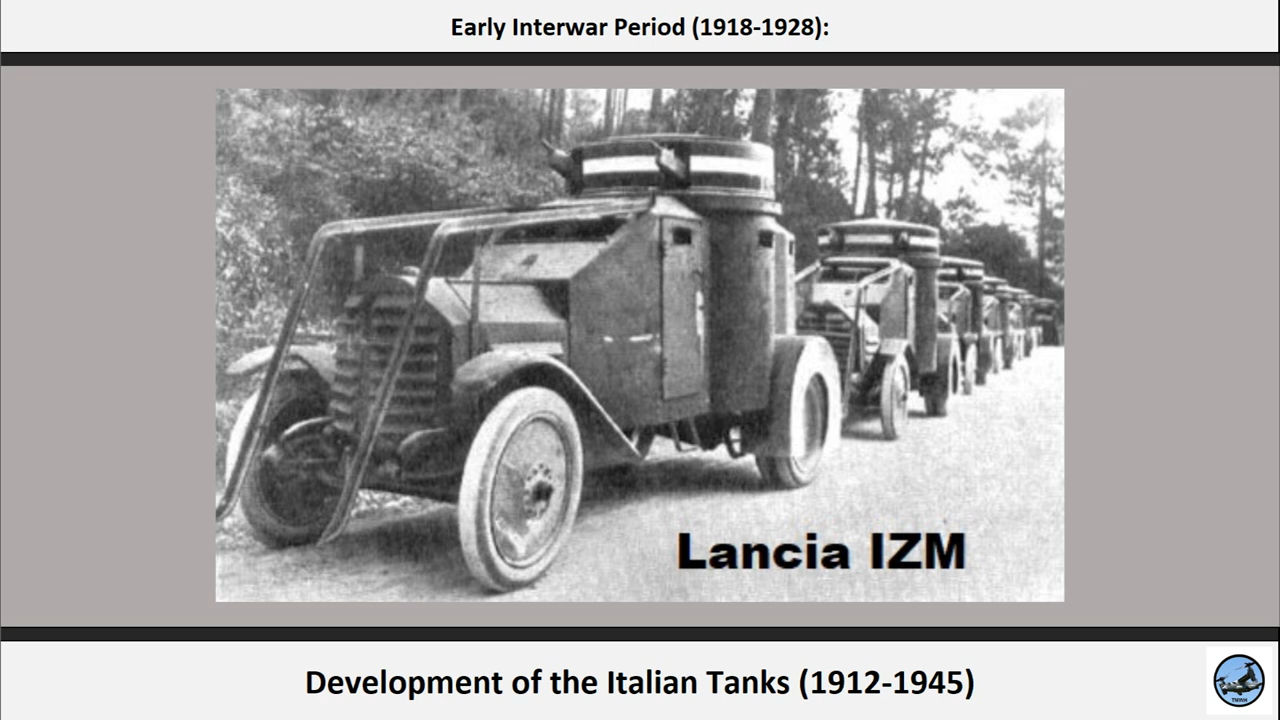 Early Interwar Period (1918-1928):
Lancia IZM
Development of the Italian Tanks (1912-1945)